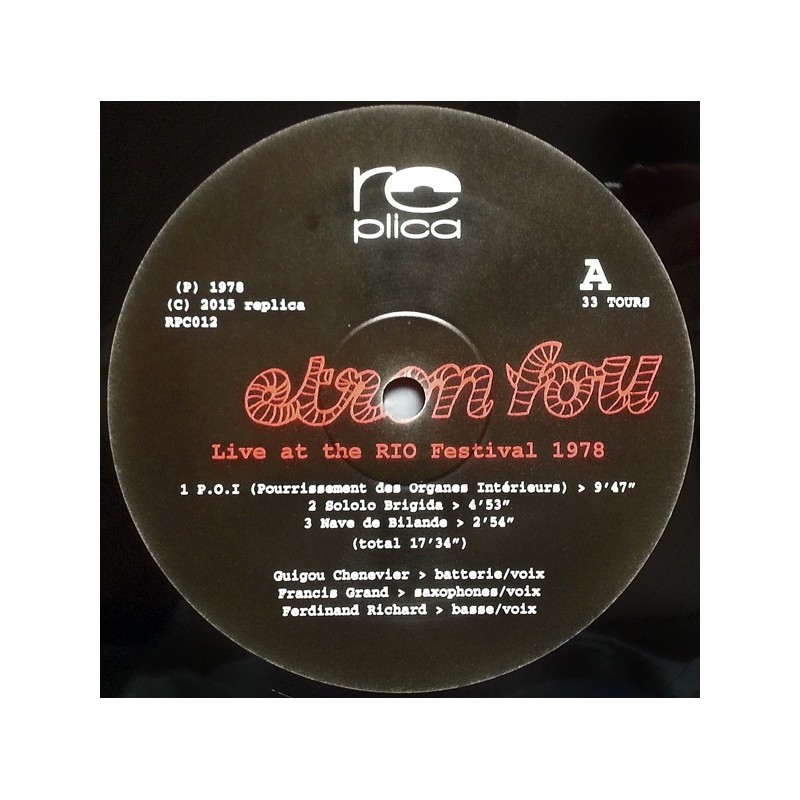 re
plica
(P) 1978
(C) 2015 replica
RPC012
A
33 TOURS
etron fou
Live at the RIO Festival 1978
1 P.O.I (Pourrissement des Organes Intérieurs) > 9'47"
2 Sololo Brigida > 4'53"
3 Nave de Bilande > 2'54"
(total 17'34")
Guigou Chenevier > batterie/voix
Francis Grand > saxophones/voix
Ferdinand Richard > basse/voix